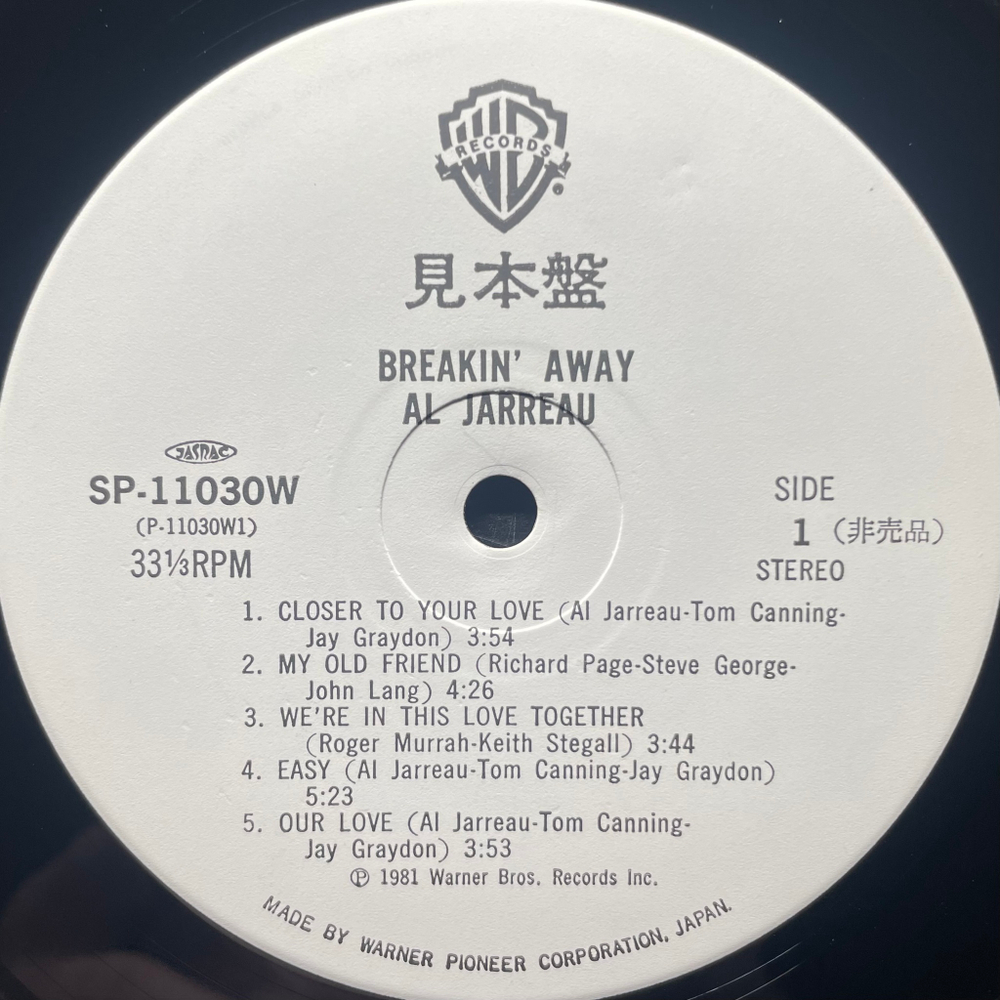 WB
RECORDS
®
見本盤
BREAKIN' AWAY
AL JARREAU
JASRAC
SP-11030W
(P-11030W1)
33⅓RPM
SIDE
1 (非売品)
STEREO
1. CLOSER TO YOUR LOVE (Al Jarreau-Tom Canning-
Jay Graydon) 3:54
2. MY OLD FRIEND (Richard Page-Steve George-
John Lang) 4:26
3. WE'RE IN THIS LOVE TOGETHER
(Roger Murrah-Keith Stegall) 3:44
4. EASY (Al Jarreau-Tom Canning-Jay Graydon)
5:23
5. OUR LOVE (Al Jarreau-Tom Canning-
Jay Graydon) 3:53
℗ 1981 Warner Bros. Records Inc.
MADE BY WARNER PIONEER CORPORATION, JAPAN.